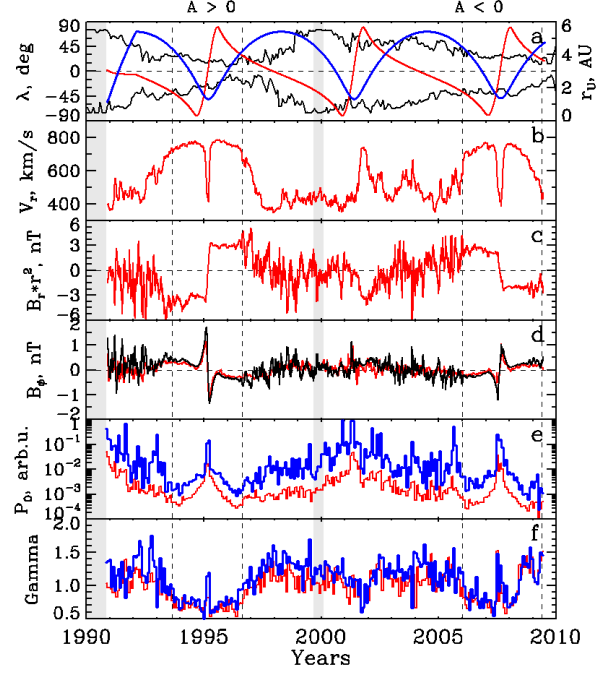 A > 0 A < 0
90 a 6
45 4
0
-45 2
-90 0
λ, deg
r_U, AU
800 b
600
400
V_r, km/s
6 c
3
0
-3
-6
B_r*r², nT
2 d
1
0
-1
-2
B_ϕ, nT
10⁻¹ e
10⁻²
10⁻³
10⁻⁴
P_D, arb.u.
2.0 f
1.5
1.0
0.5
Gamma
1990 1995 2000 2005 2010
Years